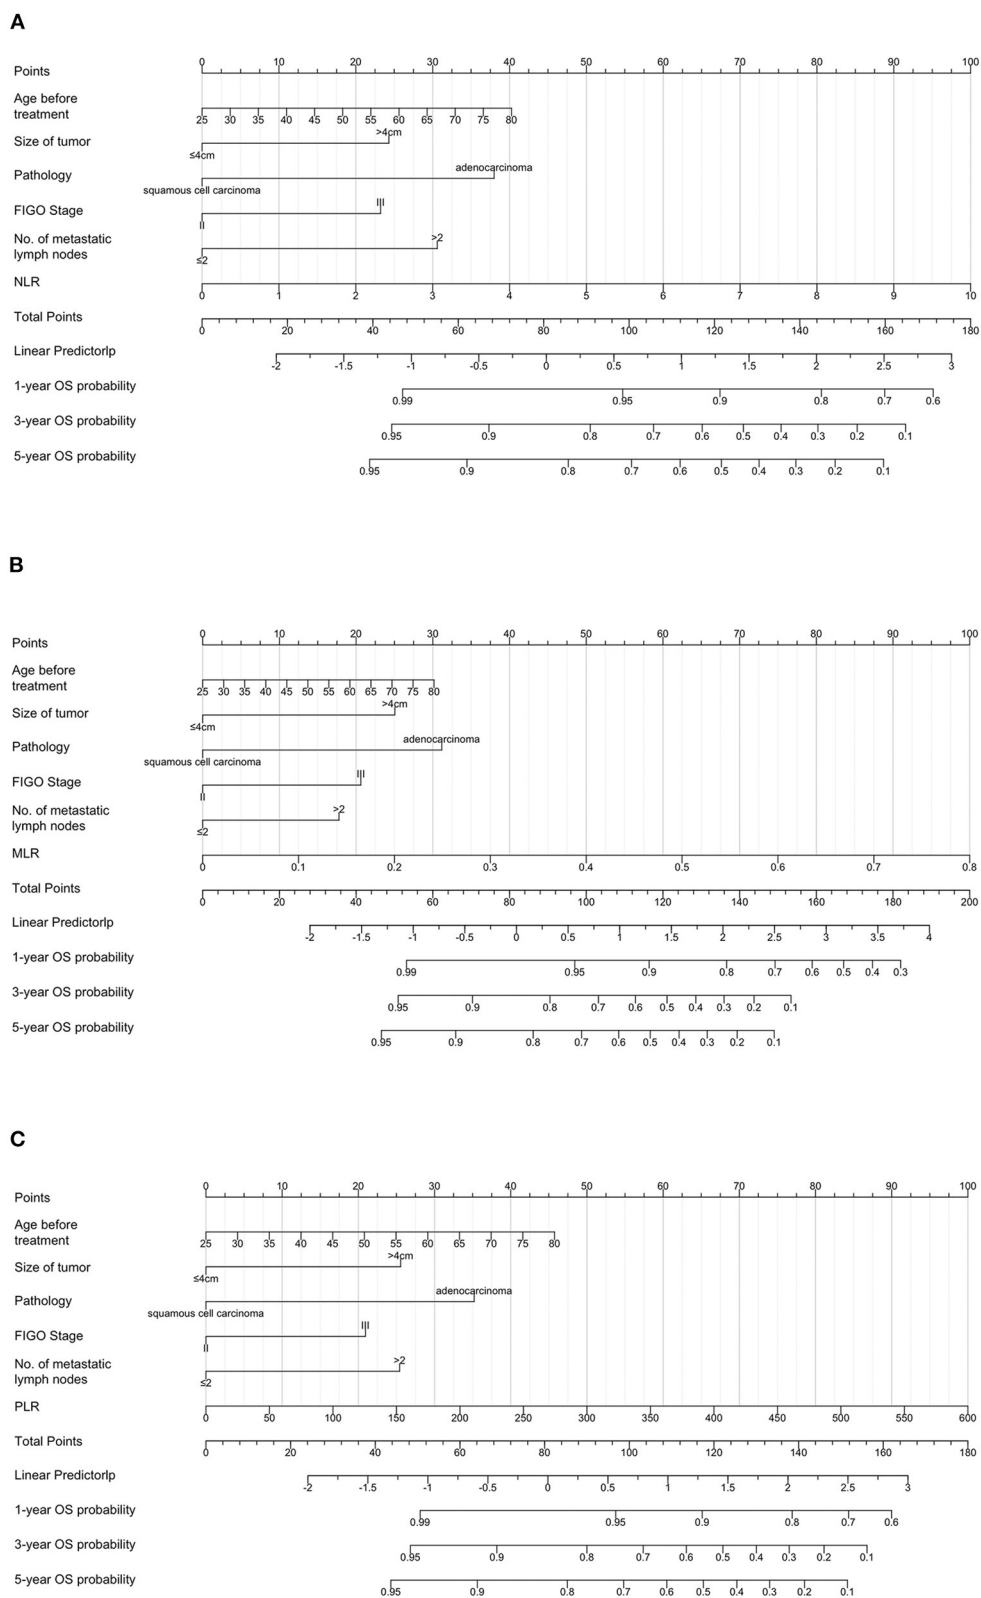 A
Points
0 10 20 30 40 50 60 70 80 90 100
Age before
treatment
25 30 35 40 45 50 55 60 65 70 75 80
Size of tumor
>4cm
≤4cm
Pathology
adenocarcinoma
squamous cell carcinoma
FIGO Stage
III
II
No. of metastatic
lymph nodes
>2
≤2
NLR
0 1 2 3 4 5 6 7 8 9 10
Total Points
0 20 40 60 80 100 120 140 160 180
Linear Predictorlp
-2 -1.5 -1 -0.5 0 0.5 1 1.5 2 2.5 3
1-year OS probability
0.99 0.95 0.9 0.8 0.7 0.6
3-year OS probability
0.95 0.9 0.8 0.7 0.6 0.5 0.4 0.3 0.2 0.1
5-year OS probability
0.95 0.9 0.8 0.7 0.6 0.5 0.4 0.3 0.2 0.1
B
Points
0 10 20 30 40 50 60 70 80 90 100
Age before
treatment
25 30 35 40 45 50 55 60 65 70 75 80
Size of tumor
>4cm
≤4cm
Pathology
adenocarcinoma
squamous cell carcinoma
FIGO Stage
III
II
No. of metastatic
lymph nodes
>2
≤2
MLR
0 0.1 0.2 0.3 0.4 0.5 0.6 0.7 0.8
Total Points
0 20 40 60 80 100 120 140 160 180 200
Linear Predictorlp
-2 -1.5 -1 -0.5 0 0.5 1 1.5 2 2.5 3 3.5 4
1-year OS probability
0.99 0.95 0.9 0.8 0.7 0.6 0.5 0.4 0.3
3-year OS probability
0.95 0.9 0.8 0.7 0.6 0.5 0.4 0.3 0.2 0.1
5-year OS probability
0.95 0.9 0.8 0.7 0.6 0.5 0.4 0.3 0.2 0.1
C
Points
0 10 20 30 40 50 60 70 80 90 100
Age before
treatment
25 30 35 40 45 50 55 60 65 70 75 80
Size of tumor
>4cm
≤4cm
Pathology
adenocarcinoma
squamous cell carcinoma
FIGO Stage
III
II
No. of metastatic
lymph nodes
>2
≤2
PLR
0 50 100 150 200 250 300 350 400 450 500 550 600
Total Points
0 20 40 60 80 100 120 140 160 180
Linear Predictorlp
-2 -1.5 -1 -0.5 0 0.5 1 1.5 2 2.5 3
1-year OS probability
0.99 0.95 0.9 0.8 0.7 0.6
3-year OS probability
0.95 0.9 0.8 0.7 0.6 0.5 0.4 0.3 0.2 0.1
5-year OS probability
0.95 0.9 0.8 0.7 0.6 0.5 0.4 0.3 0.2 0.1